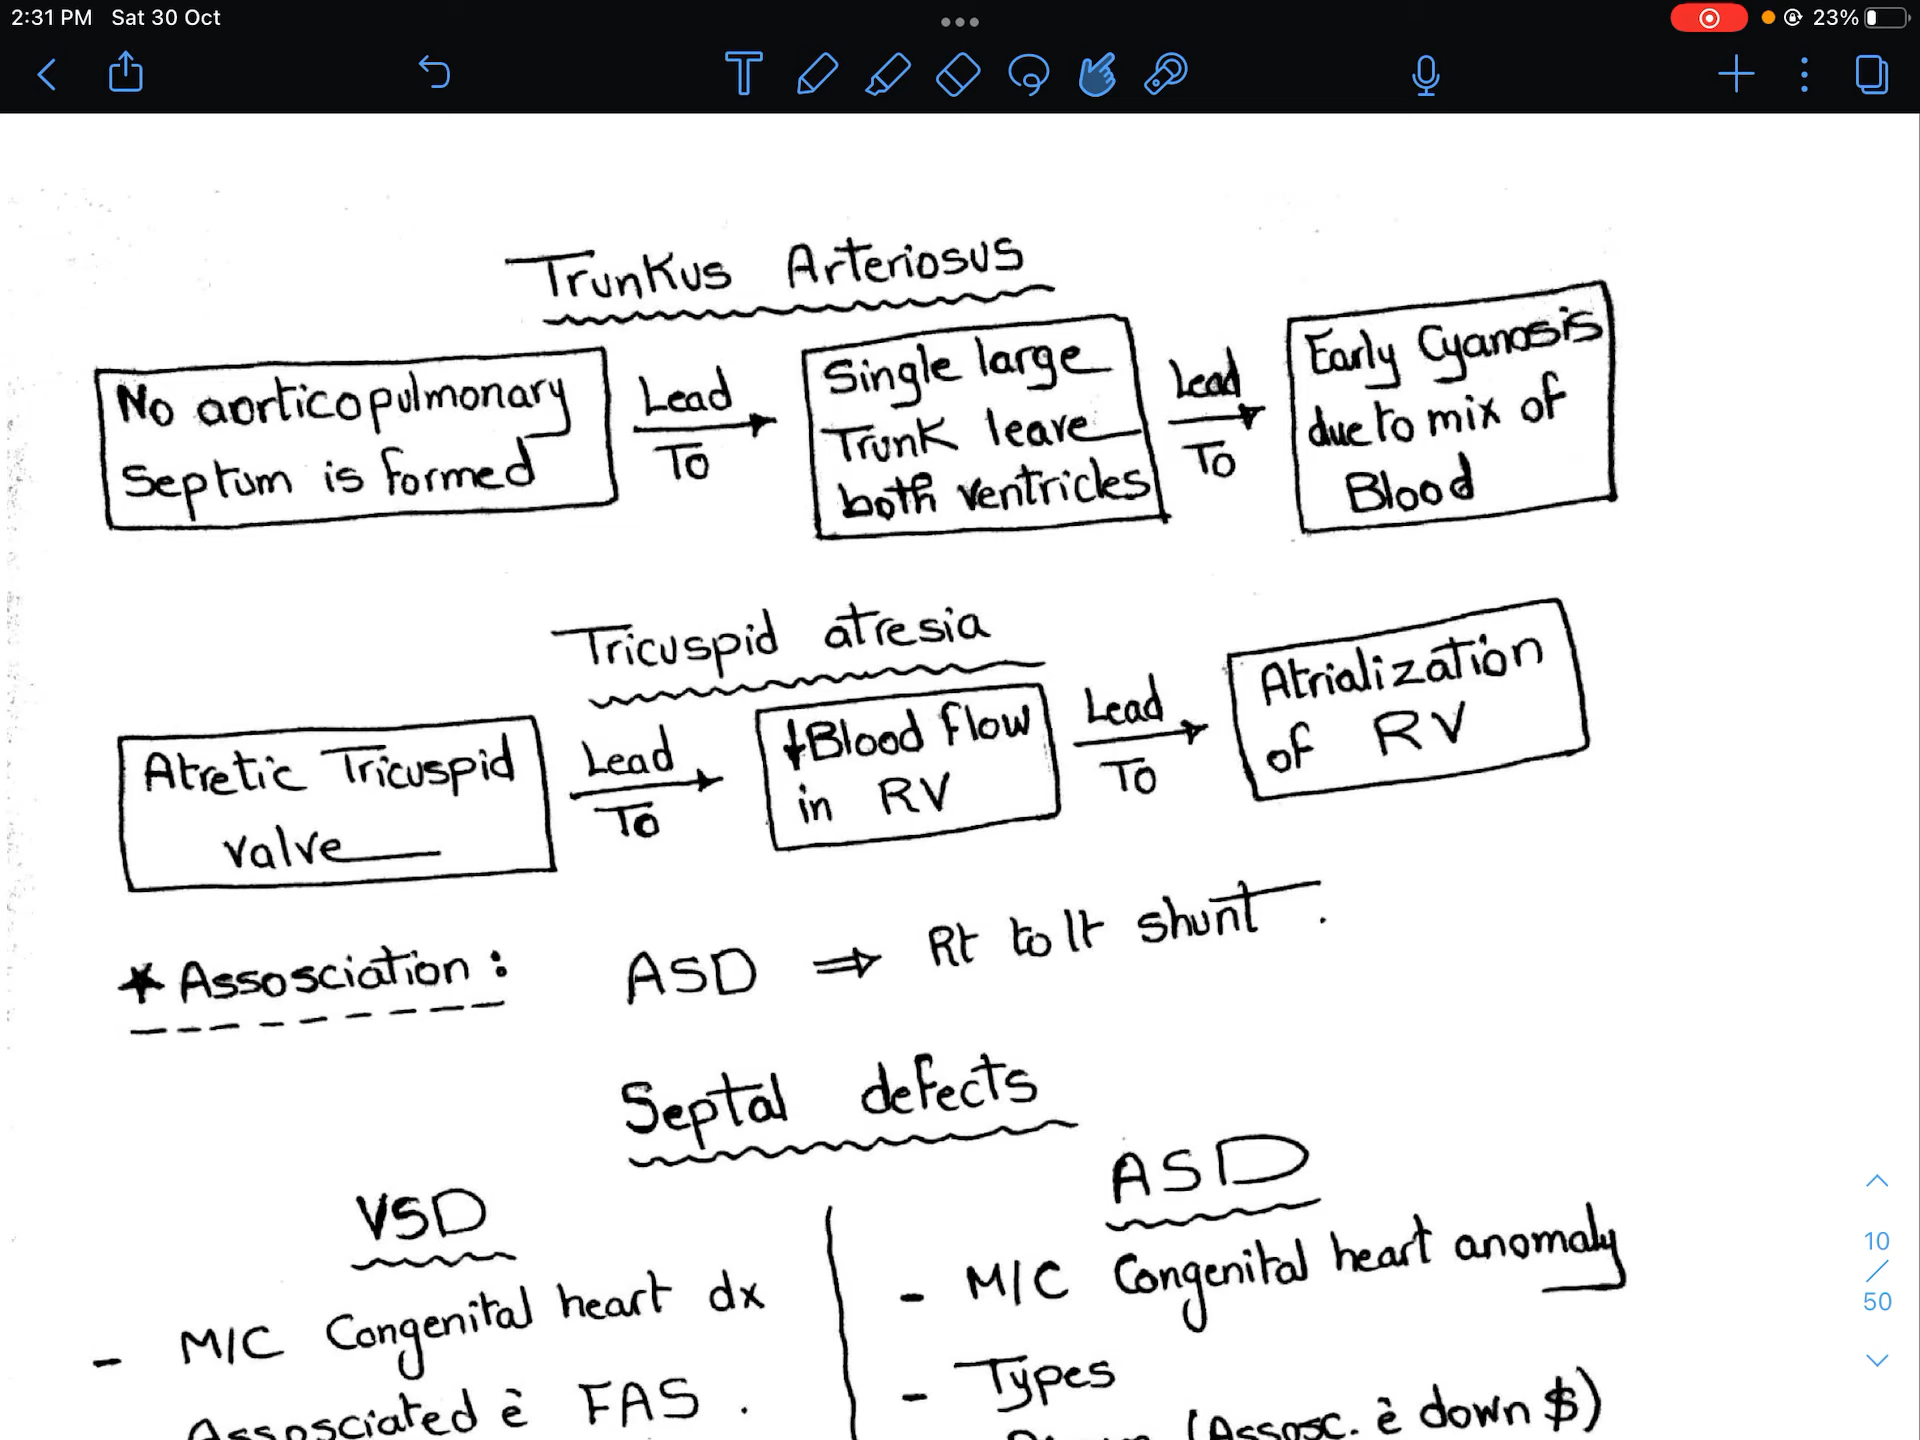 2:31 PM Sat 30 Oct
23%
Trunkus Arteriosus
No aorticopulmonary
Septum is formed
Lead
To
Single large
Trunk leave
both ventricles
Lead
To
Early Cyanosis
due to mix of
Blood
Tricuspid atresia
Atretic Tricuspid
valve
Lead
To
↓Blood flow
in RV
Lead
To
Atrialization
of RV
* Assosciation : ASD ⇒ Rt to lt shunt.
Septal defects
VSD
- M/C Congenital heart dx
Assosciated è FAS .
ASD
- M/C Congenital heart anomaly
- Types
(Assosc. è down $)
10
/
50